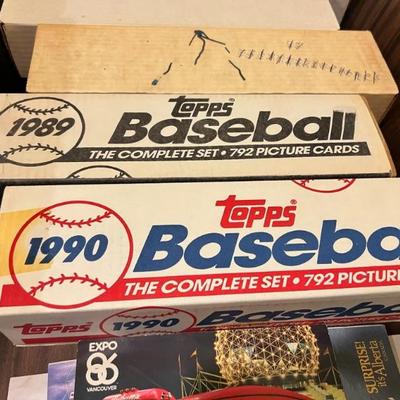 1989
Topps
Baseball
THE COMPLETE SET • 792 PICTURE CARDS
1990
Topps
Baseba
THE COMPLETE SET • 792 PICTURE
Topps
1990
Baseba
EXPO
86
VANCOUVER
SURPRISE!
it's Alberta